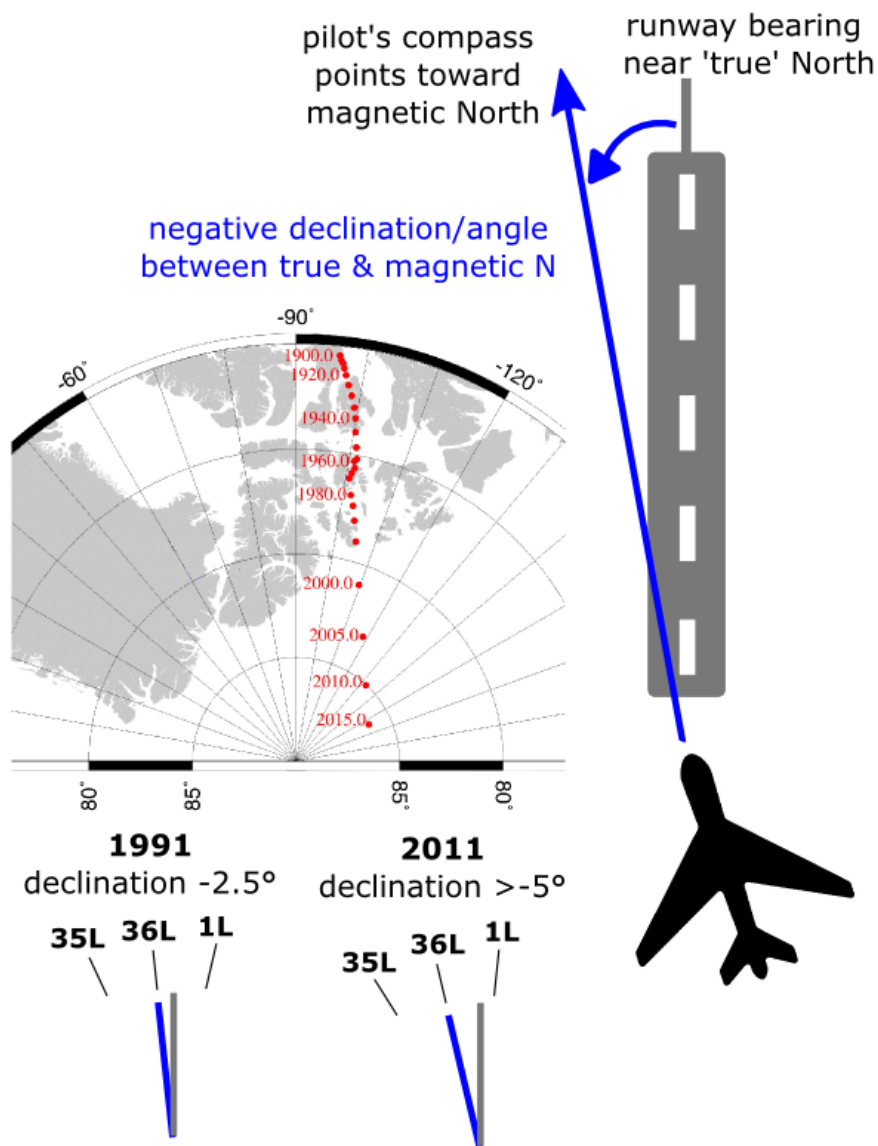 pilot's compass
points toward
magnetic North
runway bearing
near 'true' North
negative declination/angle
between true & magnetic N
-90°
-60°
-120°
1900.0
1920.0
1940.0
1960.0
1980.0
2000.0
2005.0
2010.0
2015.0
80°
85°
85°
80°
1991
declination -2.5°
35L
36L
1L
2011
declination >-5°
35L
36L
1L